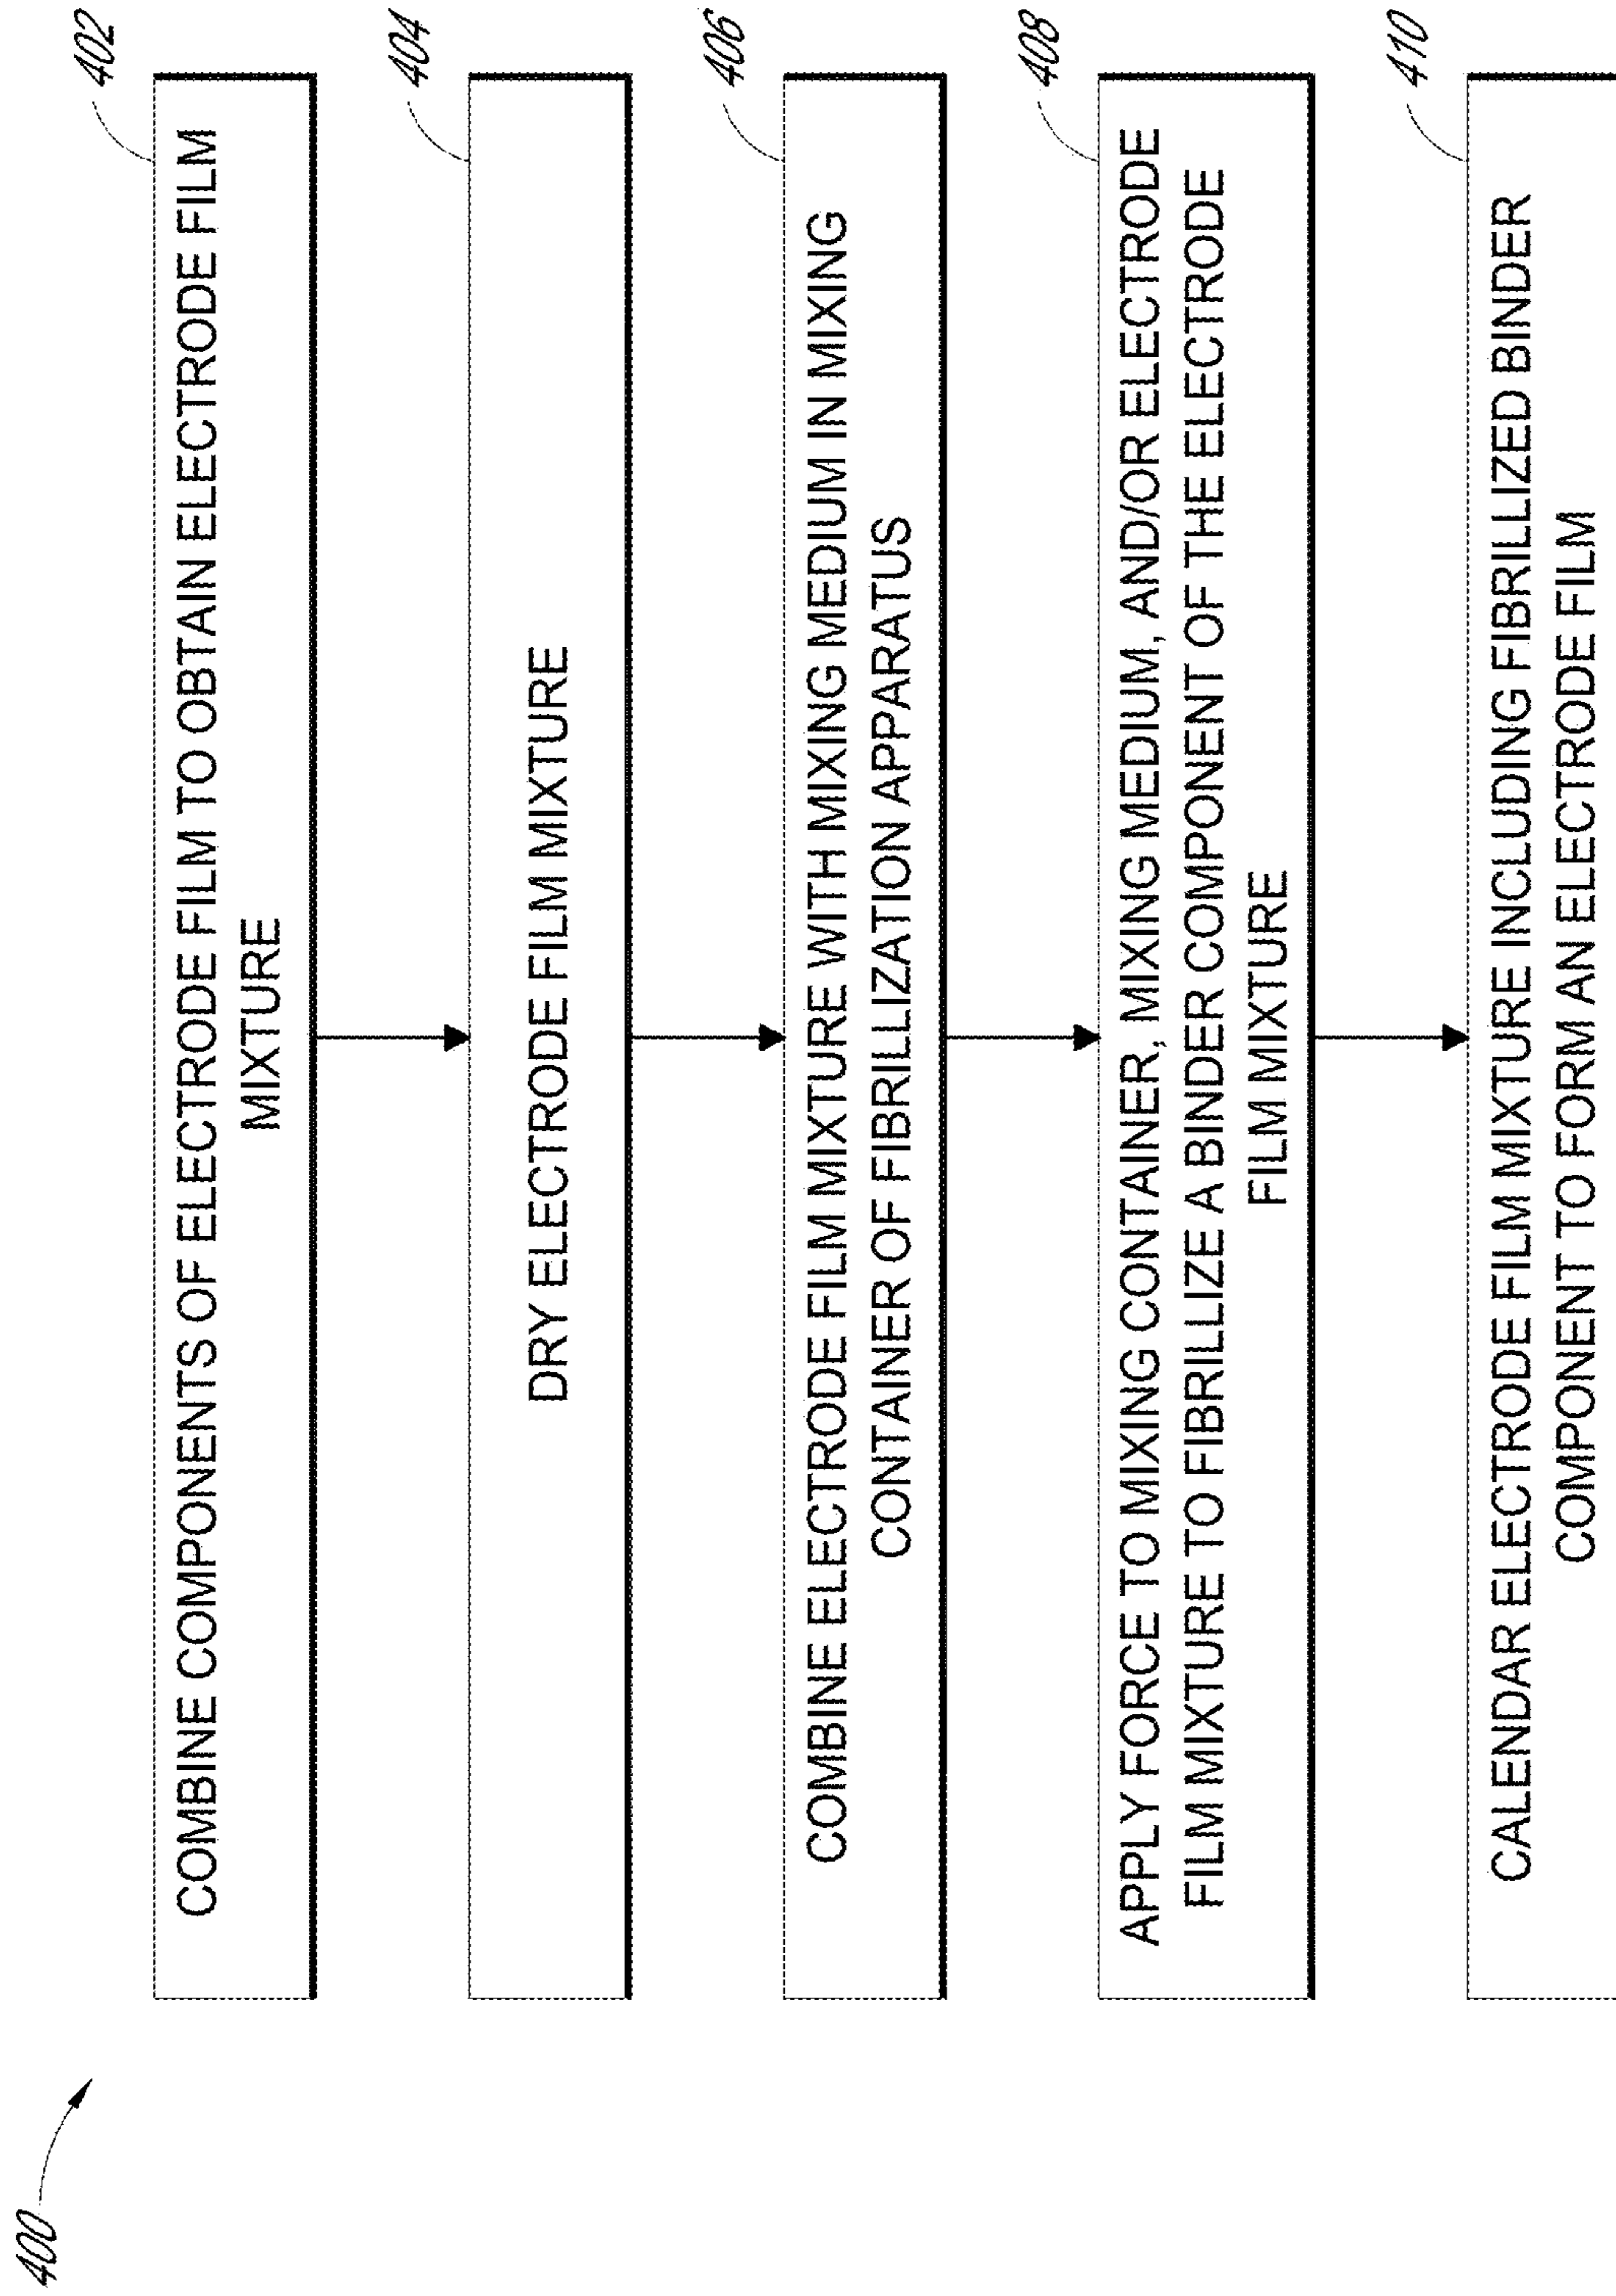 400
402
COMBINE COMPONENTS OF ELECTRODE FILM TO OBTAIN ELECTRODE FILM
MIXTURE
404
DRY ELECTRODE FILM MIXTURE
406
COMBINE ELECTRODE FILM MIXTURE WITH MIXING MEDIUM IN MIXING
CONTAINER OF FIBRILLIZATION APPARATUS
408
APPLY FORCE TO MIXING CONTAINER, MIXING MEDIUM, AND/OR ELECTRODE
FILM MIXTURE TO FIBRILLIZE A BINDER COMPONENT OF THE ELECTRODE
FILM MIXTURE
410
CALENDAR ELECTRODE FILM MIXTURE INCLUDING FIBRILLIZED BINDER
COMPONENT TO FORM AN ELECTRODE FILM